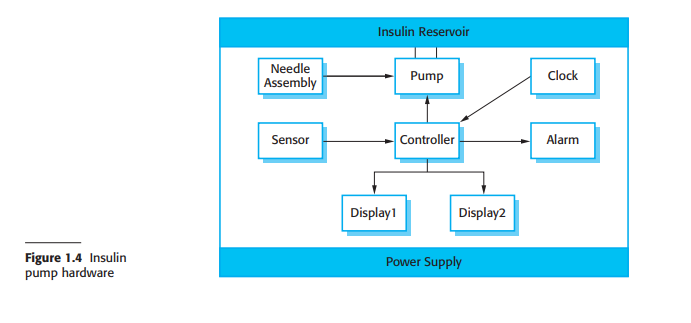 Insulin Reservoir
Needle
Assembly
Pump
Clock
Sensor
Controller
Alarm
Display1
Display2
Power Supply
Figure 1.4 Insulin
pump hardware